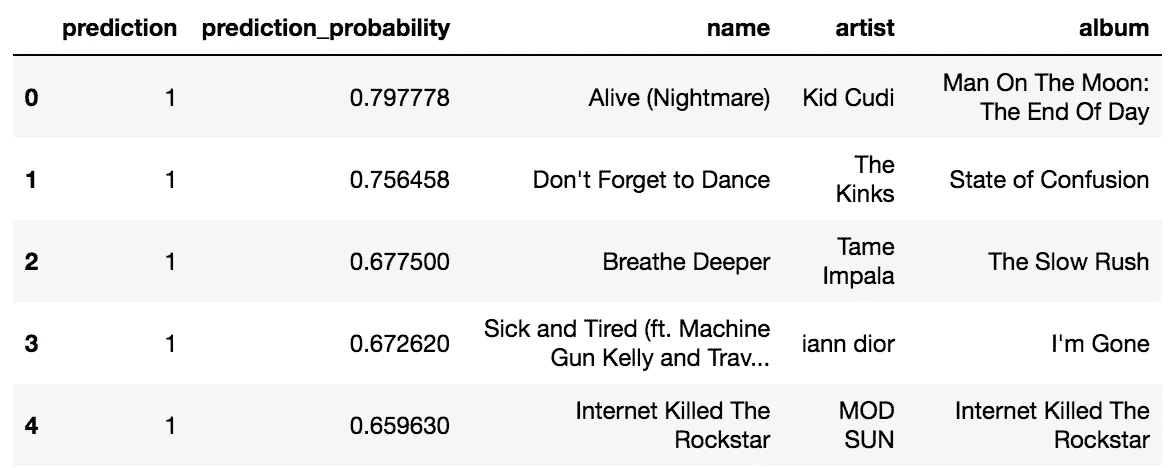 prediction prediction_probability name artist album
0 1 0.797778 Alive (Nightmare) Kid Cudi Man On The Moon: The End Of Day
1 1 0.756458 Don't Forget to Dance The Kinks State of Confusion
2 1 0.677500 Breathe Deeper Tame Impala The Slow Rush
3 1 0.672620 Sick and Tired (ft. Machine Gun Kelly and Trav... iann dior I'm Gone
4 1 0.659630 Internet Killed The Rockstar MOD SUN Internet Killed The Rockstar